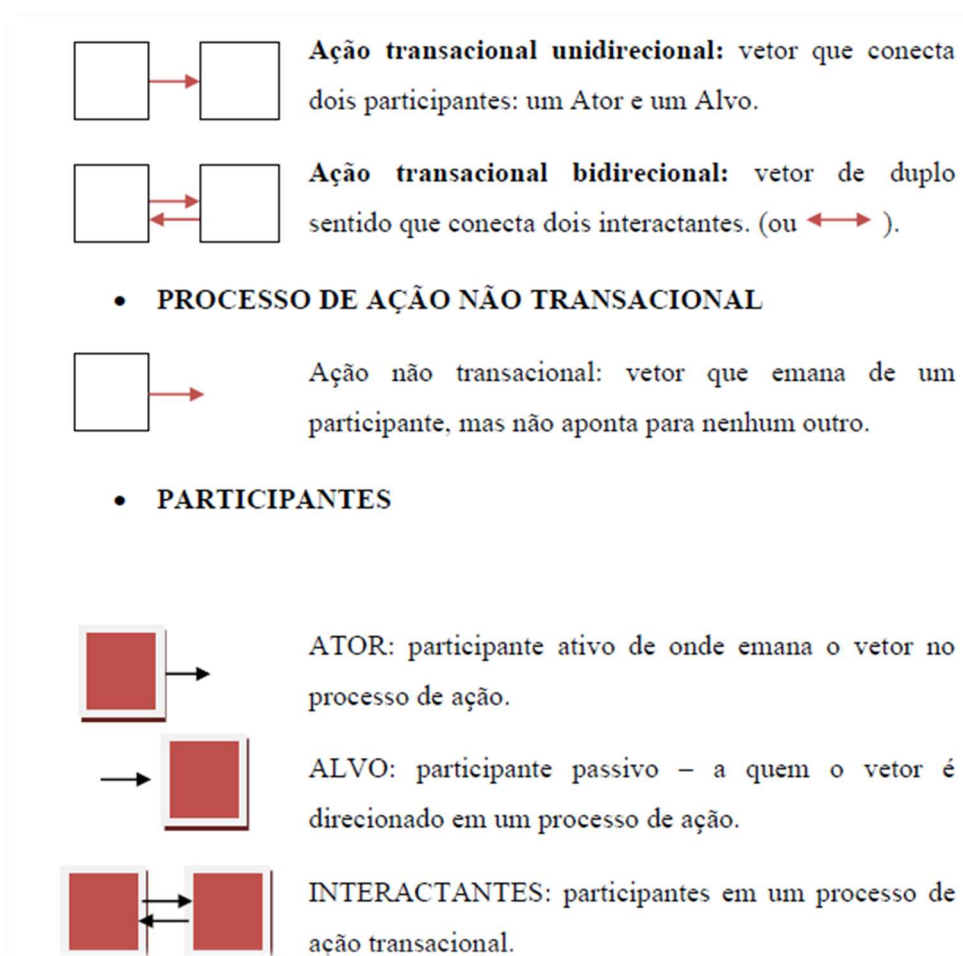 Ação transacional unidirecional: vetor que conecta
dois participantes: um Ator e um Alvo.
Ação transacional bidirecional: vetor de duplo
sentido que conecta dois interactantes. (ou ⟷ ).
• PROCESSO DE AÇÃO NÃO TRANSACIONAL
Ação não transacional: vetor que emana de um
participante, mas não aponta para nenhum outro.
• PARTICIPANTES
ATOR: participante ativo de onde emana o vetor no
processo de ação.
ALVO: participante passivo – a quem o vetor é
direcionado em um processo de ação.
INTERACTANTES: participantes em um processo de
ação transacional.